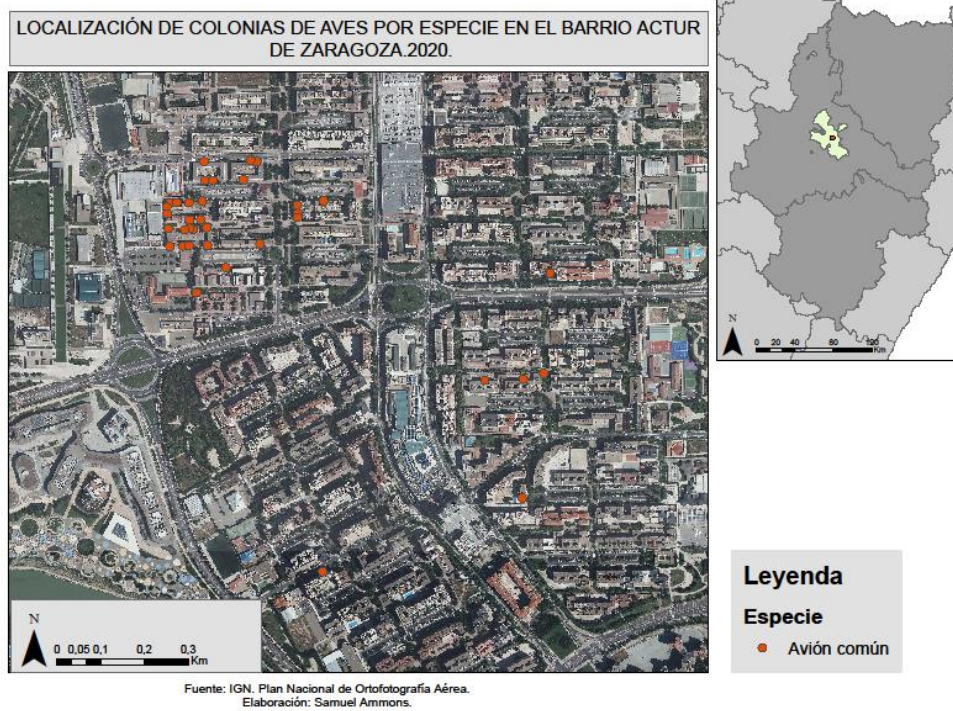 LOCALIZACIÓN DE COLONIAS DE AVES POR ESPECIE EN EL BARRIO ACTUR
DE ZARAGOZA.2020.
N
0 20 40 80 120
Km
N
0 0,05 0,1 0,2 0,3
Km
Leyenda
Especie
Avión común
Fuente: IGN. Plan Nacional de Ortofotografía Aérea.
Elaboración: Samuel Ammons.